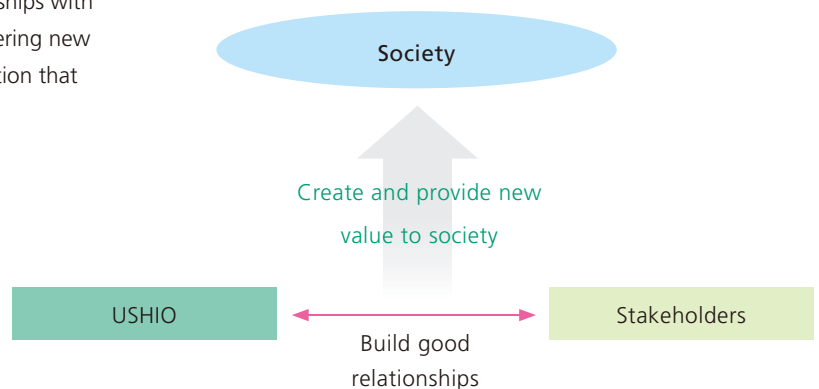 ships with
ering new
tion that
Society
Create and provide new
value to society
USHIO
Stakeholders
Build good
relationships